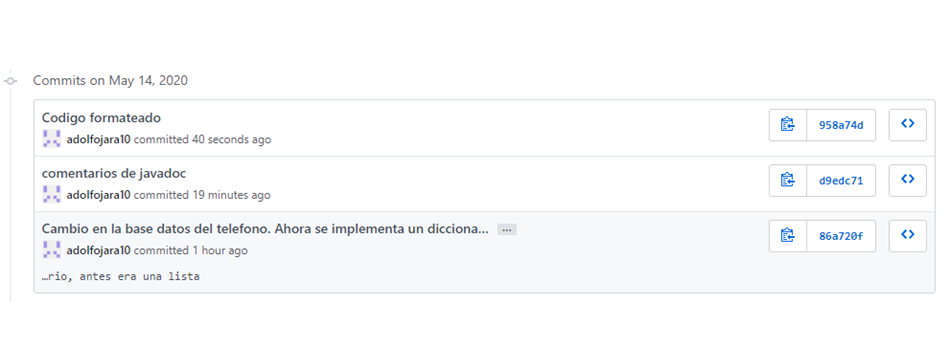 Commits on May 14, 2020
Codigo formateado
958a74d
adolfojara10 committed 40 seconds ago
comentarios de javadoc
d9edc71
adolfojara10 committed 19 minutes ago
Cambio en la base datos del telefono. Ahora se implementa un dicciona... ...
86a720f
adolfojara10 committed 1 hour ago
…rio, antes era una lista